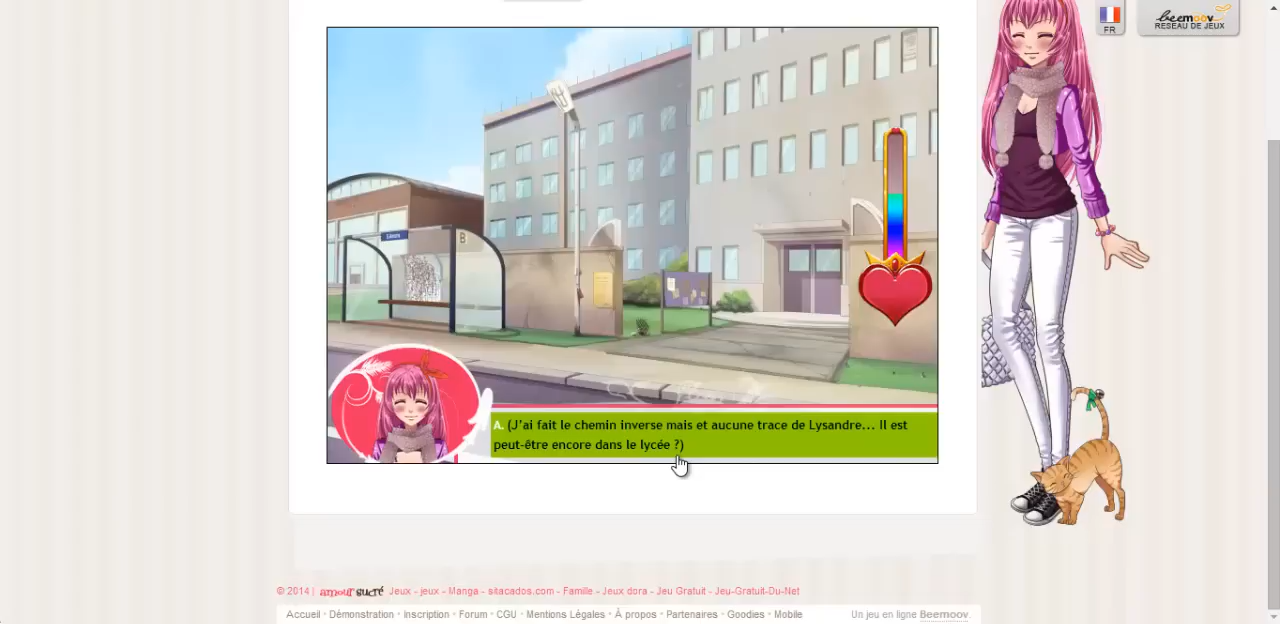 FR
beemoov
RESEAU DE JEUX
B
A. (J'ai fait le chemin inverse mais et aucune trace de Lysandre... Il est
peut-être encore dans le lycée ?)
© 2014 | amour sucré Jeux - jeux - Manga - sitacados.com - Famille - Jeux dora - Jeu Gratuit - Jeu-Gratuit-Du-Net
Accueil · Démonstration · Inscription · Forum · CGU · Mentions Légales · À propos · Partenaires · Goodies · Mobile
Un jeu en ligne Beemoov.